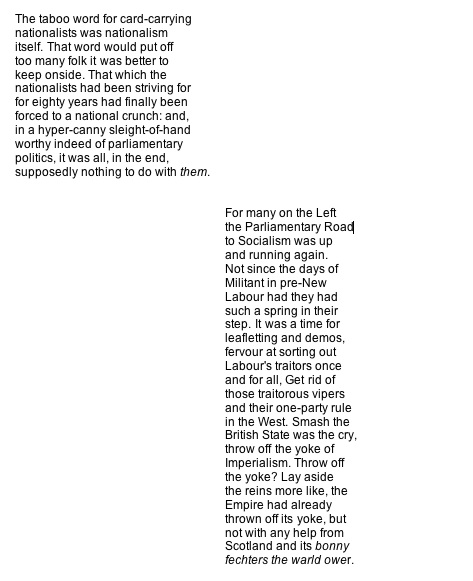 The taboo word for card-carrying
nationalists was nationalism
itself. That word would put off
too many folk it was better to
keep onside. That which the
nationalists had been striving for
for eighty years had finally been
forced to a national crunch: and,
in a hyper-canny sleight-of-hand
worthy indeed of parliamentary
politics, it was all, in the end,
supposedly nothing to do with them.
For many on the Left
the Parliamentary Road
to Socialism was up
and running again.
Not since the days of
Militant in pre-New
Labour had they had
such a spring in their
step. It was a time for
leafletting and demos,
fervour at sorting out
Labour's traitors once
and for all, Get rid of
those traitorous vipers
and their one-party rule
in the West. Smash the
British State was the cry,
throw off the yoke of
Imperialism. Throw off
the yoke? Lay aside
the reins more like, the
Empire had already
thrown off its yoke, but
not with any help from
Scotland and its bonny
fechters the warld ower.